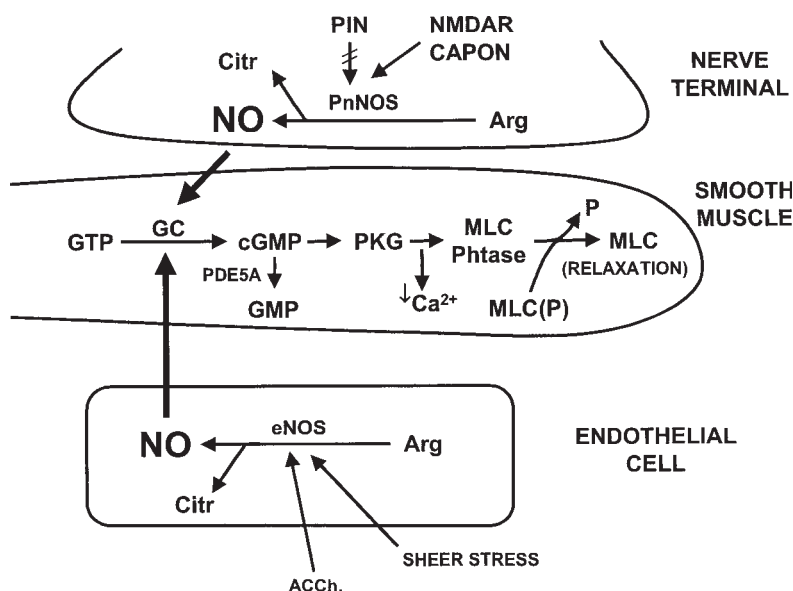 PIN
NMDAR
CAPON
Citr
PnNOS
NO
Arg
NERVE
TERMINAL
SMOOTH
MUSCLE
GTP
GC
cGMP
PKG
MLC
Phtase
P
MLC
(RELAXATION)
PDE5A
GMP
↓Ca²⁺
MLC(P)
NO
eNOS
Arg
Citr
ENDOTHELIAL
CELL
SHEER STRESS
ACCh.